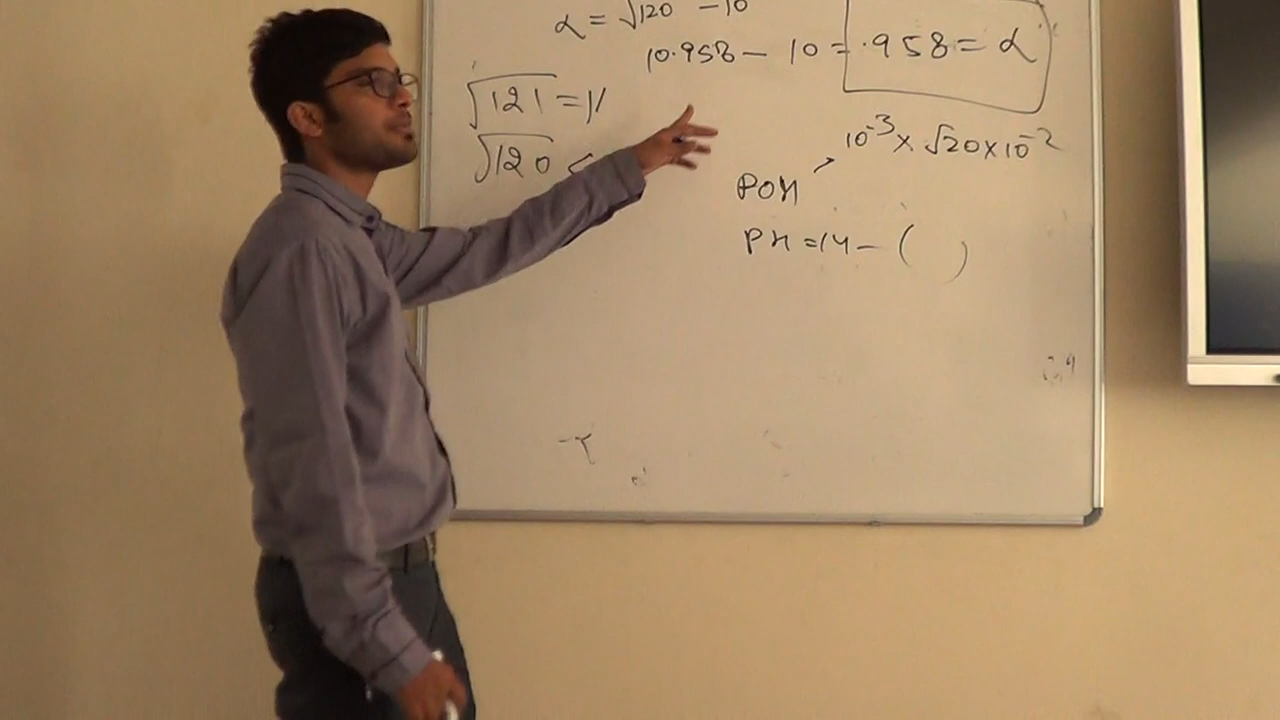 α = √120 - 10
10.958 - 10 = .958 = α
√121 = 11
√120 <
10⁻³ × √20 × 10⁻²
POH
PH = 14 - ( )